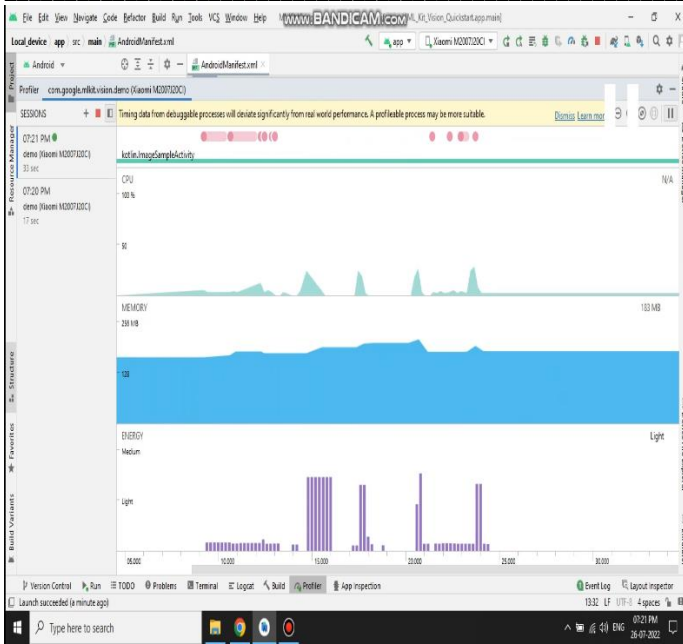 File Edit View Navigate Code Refactor Build Run Tools VCS Window Help www.BANDICAM.com ML_Kit_Vision_Quickstart.app.main]
Local_device app src main AndroidManifest.xml app Xiaomi M2007J20CI
Android AndroidManifest.xml
Profiler com.google.mlkit.vision.demo (Xiaomi M2007J20CI)
SESSIONS Timing data from debuggable processes will deviate significantly from real world performance. A profileable process may be more suitable. Dismiss Learn mor
07:21 PM
demo (Xiaomi M2007J20CI)
33 sec
07:20 PM
demo (Xiaomi M2007J20CI)
17 sec
kotlin.ImageSampleActivity
CPU N/A
100 %
50
MEMORY 183 MB
128
ENERGY Light
Medium
Light
05.000 10.000 15.000 20.000 25.000 30.000
Project
Resource Manager
Structure
Favorites
Build Variants
Version Control Run TODO Problems Terminal Logcat Build Profiler App Inspection Event Log Layout Inspector
Launch succeeded (a minute ago) 13:32 LF UTF-8 4 spaces
Type here to search ENG 07:21 PM
26-07-2022